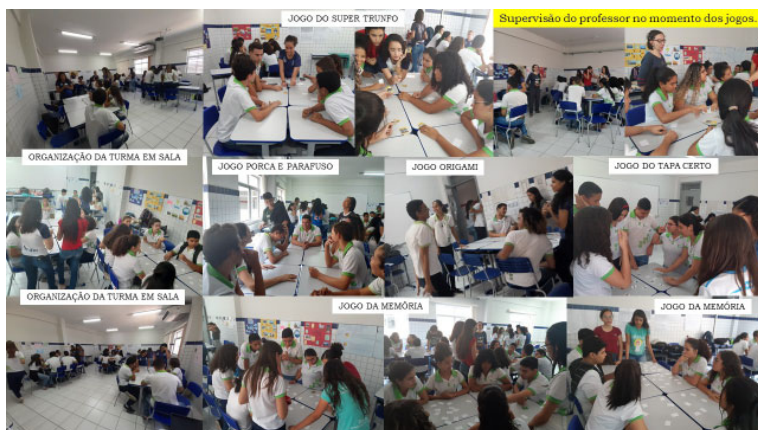 JOGO DO SUPER TRUNFO
Supervisão do professor no momento dos jogos.
ORGANIZAÇÃO DA TURMA EM SALA
JOGO PORCA E PARAFUSO
JOGO ORIGAMI
JOGO DO TAPA CERTO
ORGANIZAÇÃO DA TURMA EM SALA
JOGO DA MEMÓRIA
JOGO DA MEMÓRIA